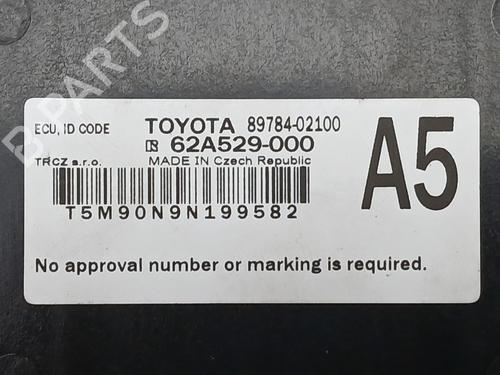 ECU, ID CODE TOYOTA 89784-02100
62A529-000 A5
TRCZ s.r.o. MADE IN Czech Republic
T5M90N9N199582
No approval number or marking is required.
B PARTS